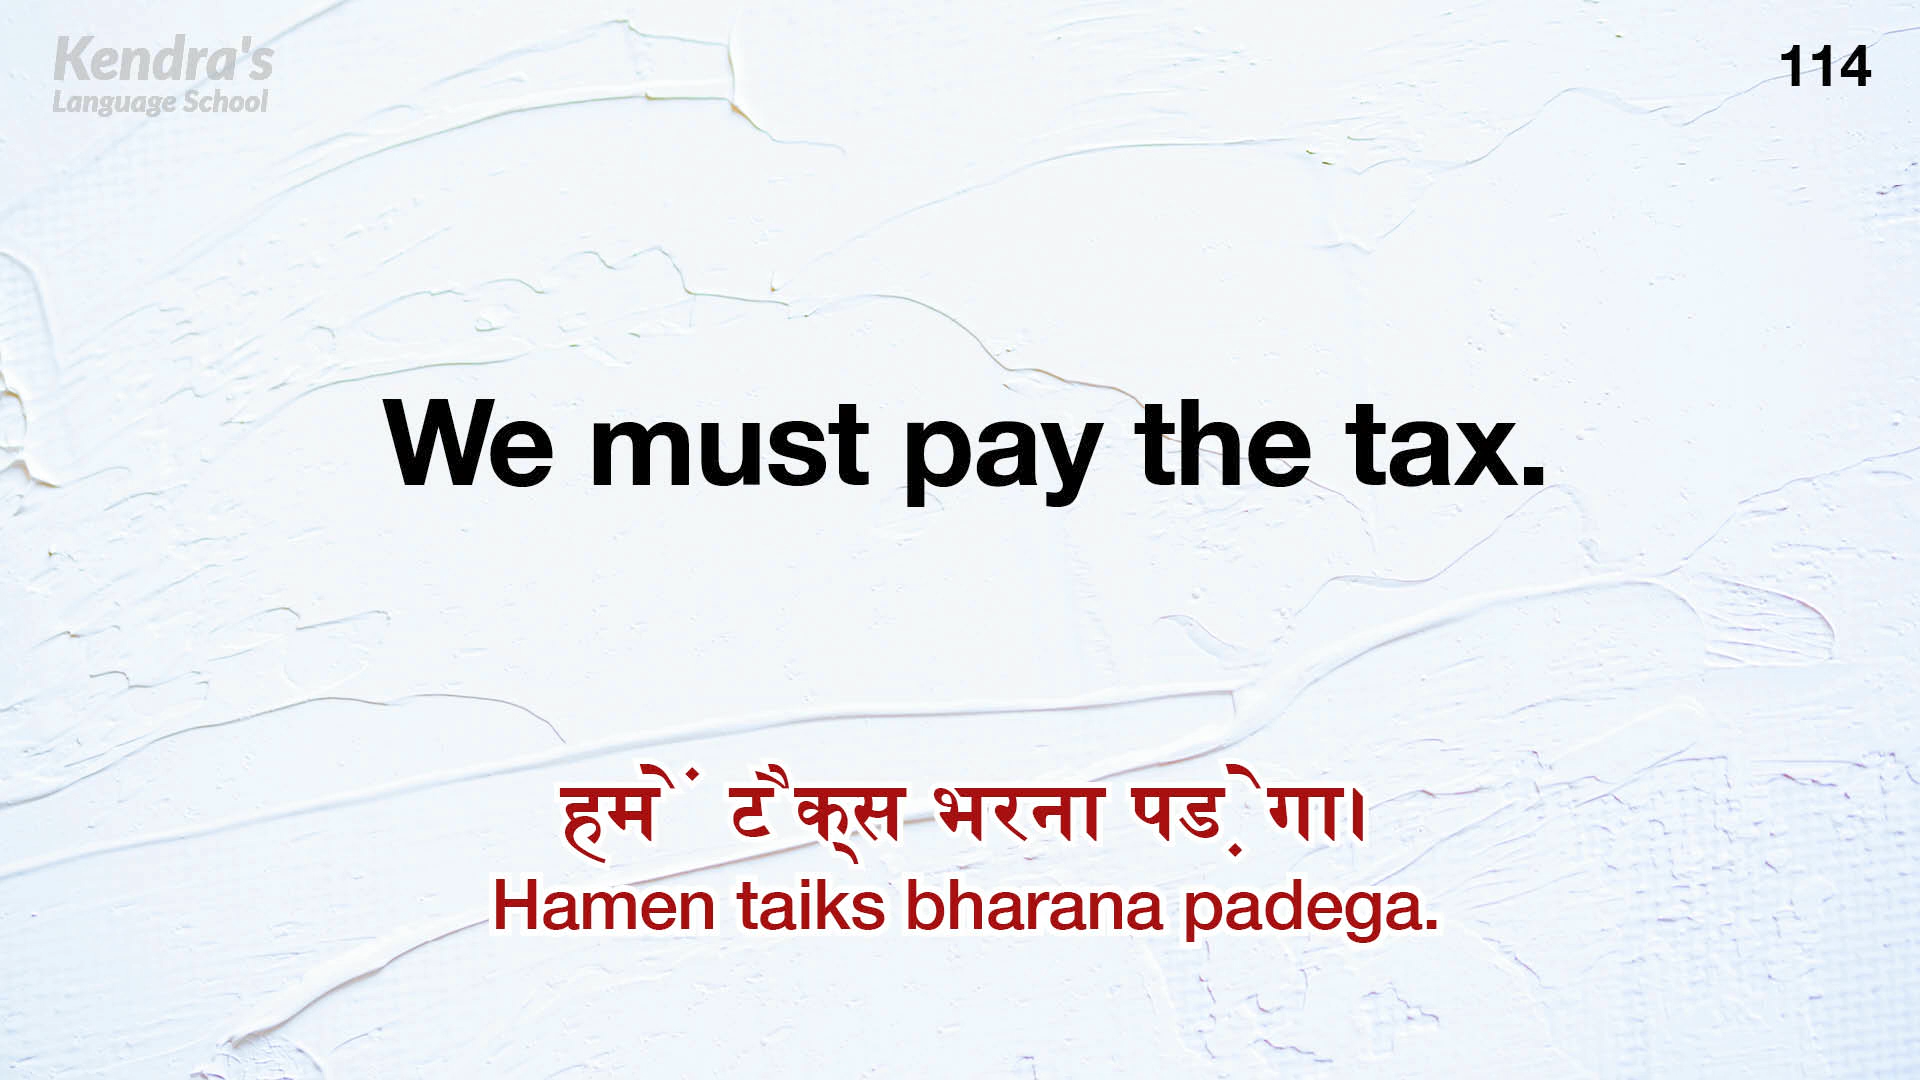 Kendra's
Language School
114
We must pay the tax.
हमें टैक्स भरना पड़ेगा।
Hamen taiks bharana padega.